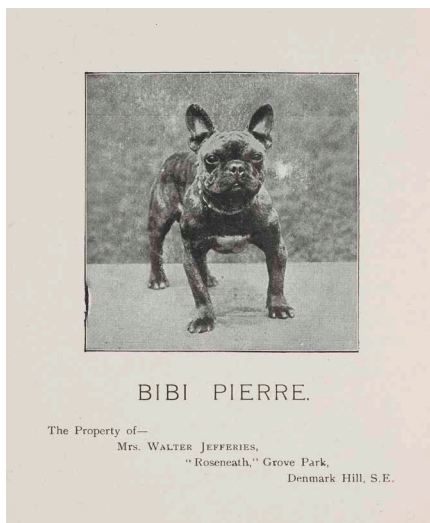 BIBI PIERRE.
The Property of—
Mrs. WALTER JEFFERIES,
"Roseneath," Grove Park,
Denmark Hill, S.E.